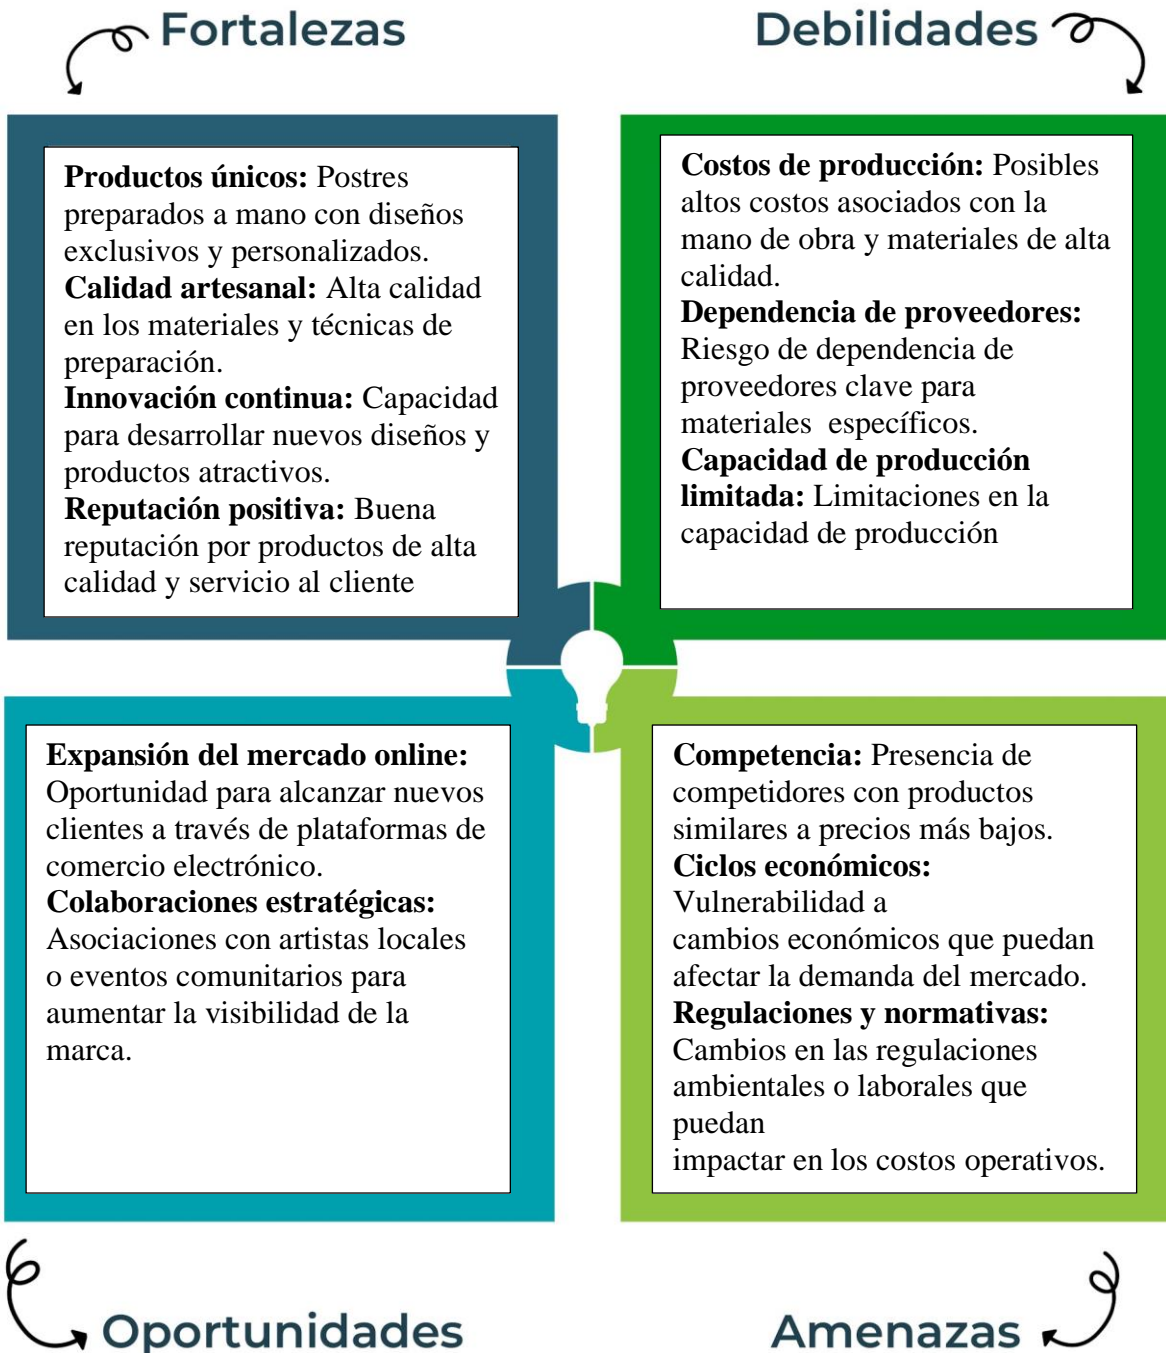 Fortalezas
Productos únicos: Postres
preparados a mano con diseños
exclusivos y personalizados.
Calidad artesanal: Alta calidad
en los materiales y técnicas de
preparación.
Innovación continua: Capacidad
para desarrollar nuevos diseños y
productos atractivos.
Reputación positiva: Buena
reputación por productos de alta
calidad y servicio al cliente
Debilidades
Costos de producción: Posibles
altos costos asociados con la
mano de obra y materiales de alta
calidad.
Dependencia de proveedores:
Riesgo de dependencia de
proveedores clave para
materiales  específicos.
Capacidad de producción
limitada: Limitaciones en la
capacidad de producción
Expansión del mercado online:
Oportunidad para alcanzar nuevos
clientes a través de plataformas de
comercio electrónico.
Colaboraciones estratégicas:
Asociaciones con artistas locales
o eventos comunitarios para
aumentar la visibilidad de la
marca.
Oportunidades
Competencia: Presencia de
competidores con productos
similares a precios más bajos.
Ciclos económicos:
Vulnerabilidad a
cambios económicos que puedan
afectar la demanda del mercado.
Regulaciones y normativas:
Cambios en las regulaciones
ambientales o laborales que
puedan
impactar en los costos operativos.
Amenazas